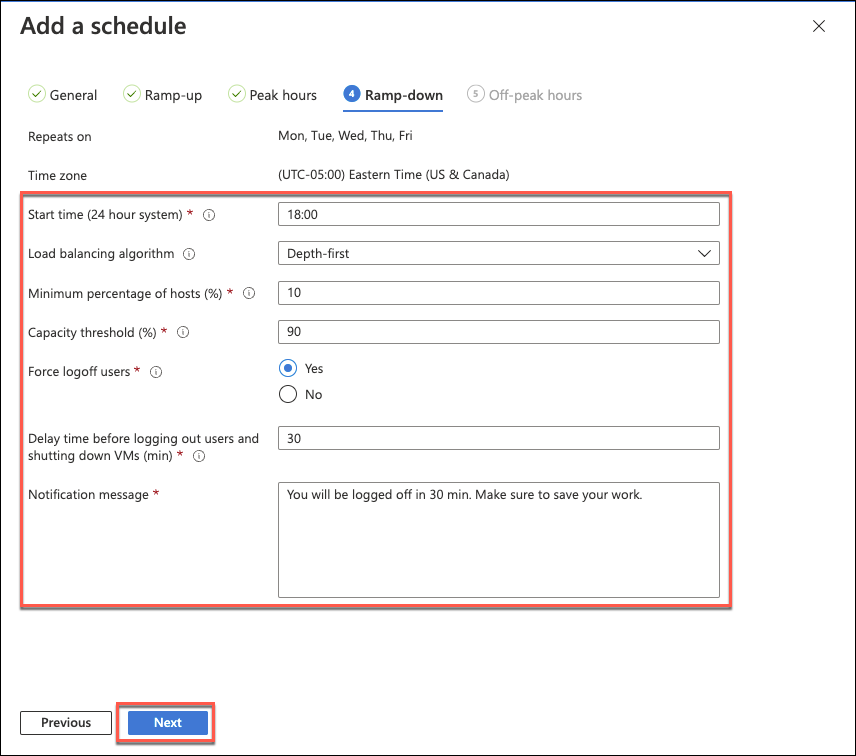 Add a schedule
General Ramp-up Peak hours 4 Ramp-down 5 Off-peak hours
Repeats on Mon, Tue, Wed, Thu, Fri
Time zone (UTC-05:00) Eastern Time (US & Canada)
Start time (24 hour system) * 18:00
Load balancing algorithm Depth-first
Minimum percentage of hosts (%) * 10
Capacity threshold (%) * 90
Force logoff users * Yes
No
Delay time before logging out users and
shutting down VMs (min) * 30
Notification message * You will be logged off in 30 min. Make sure to save your work.
Previous Next